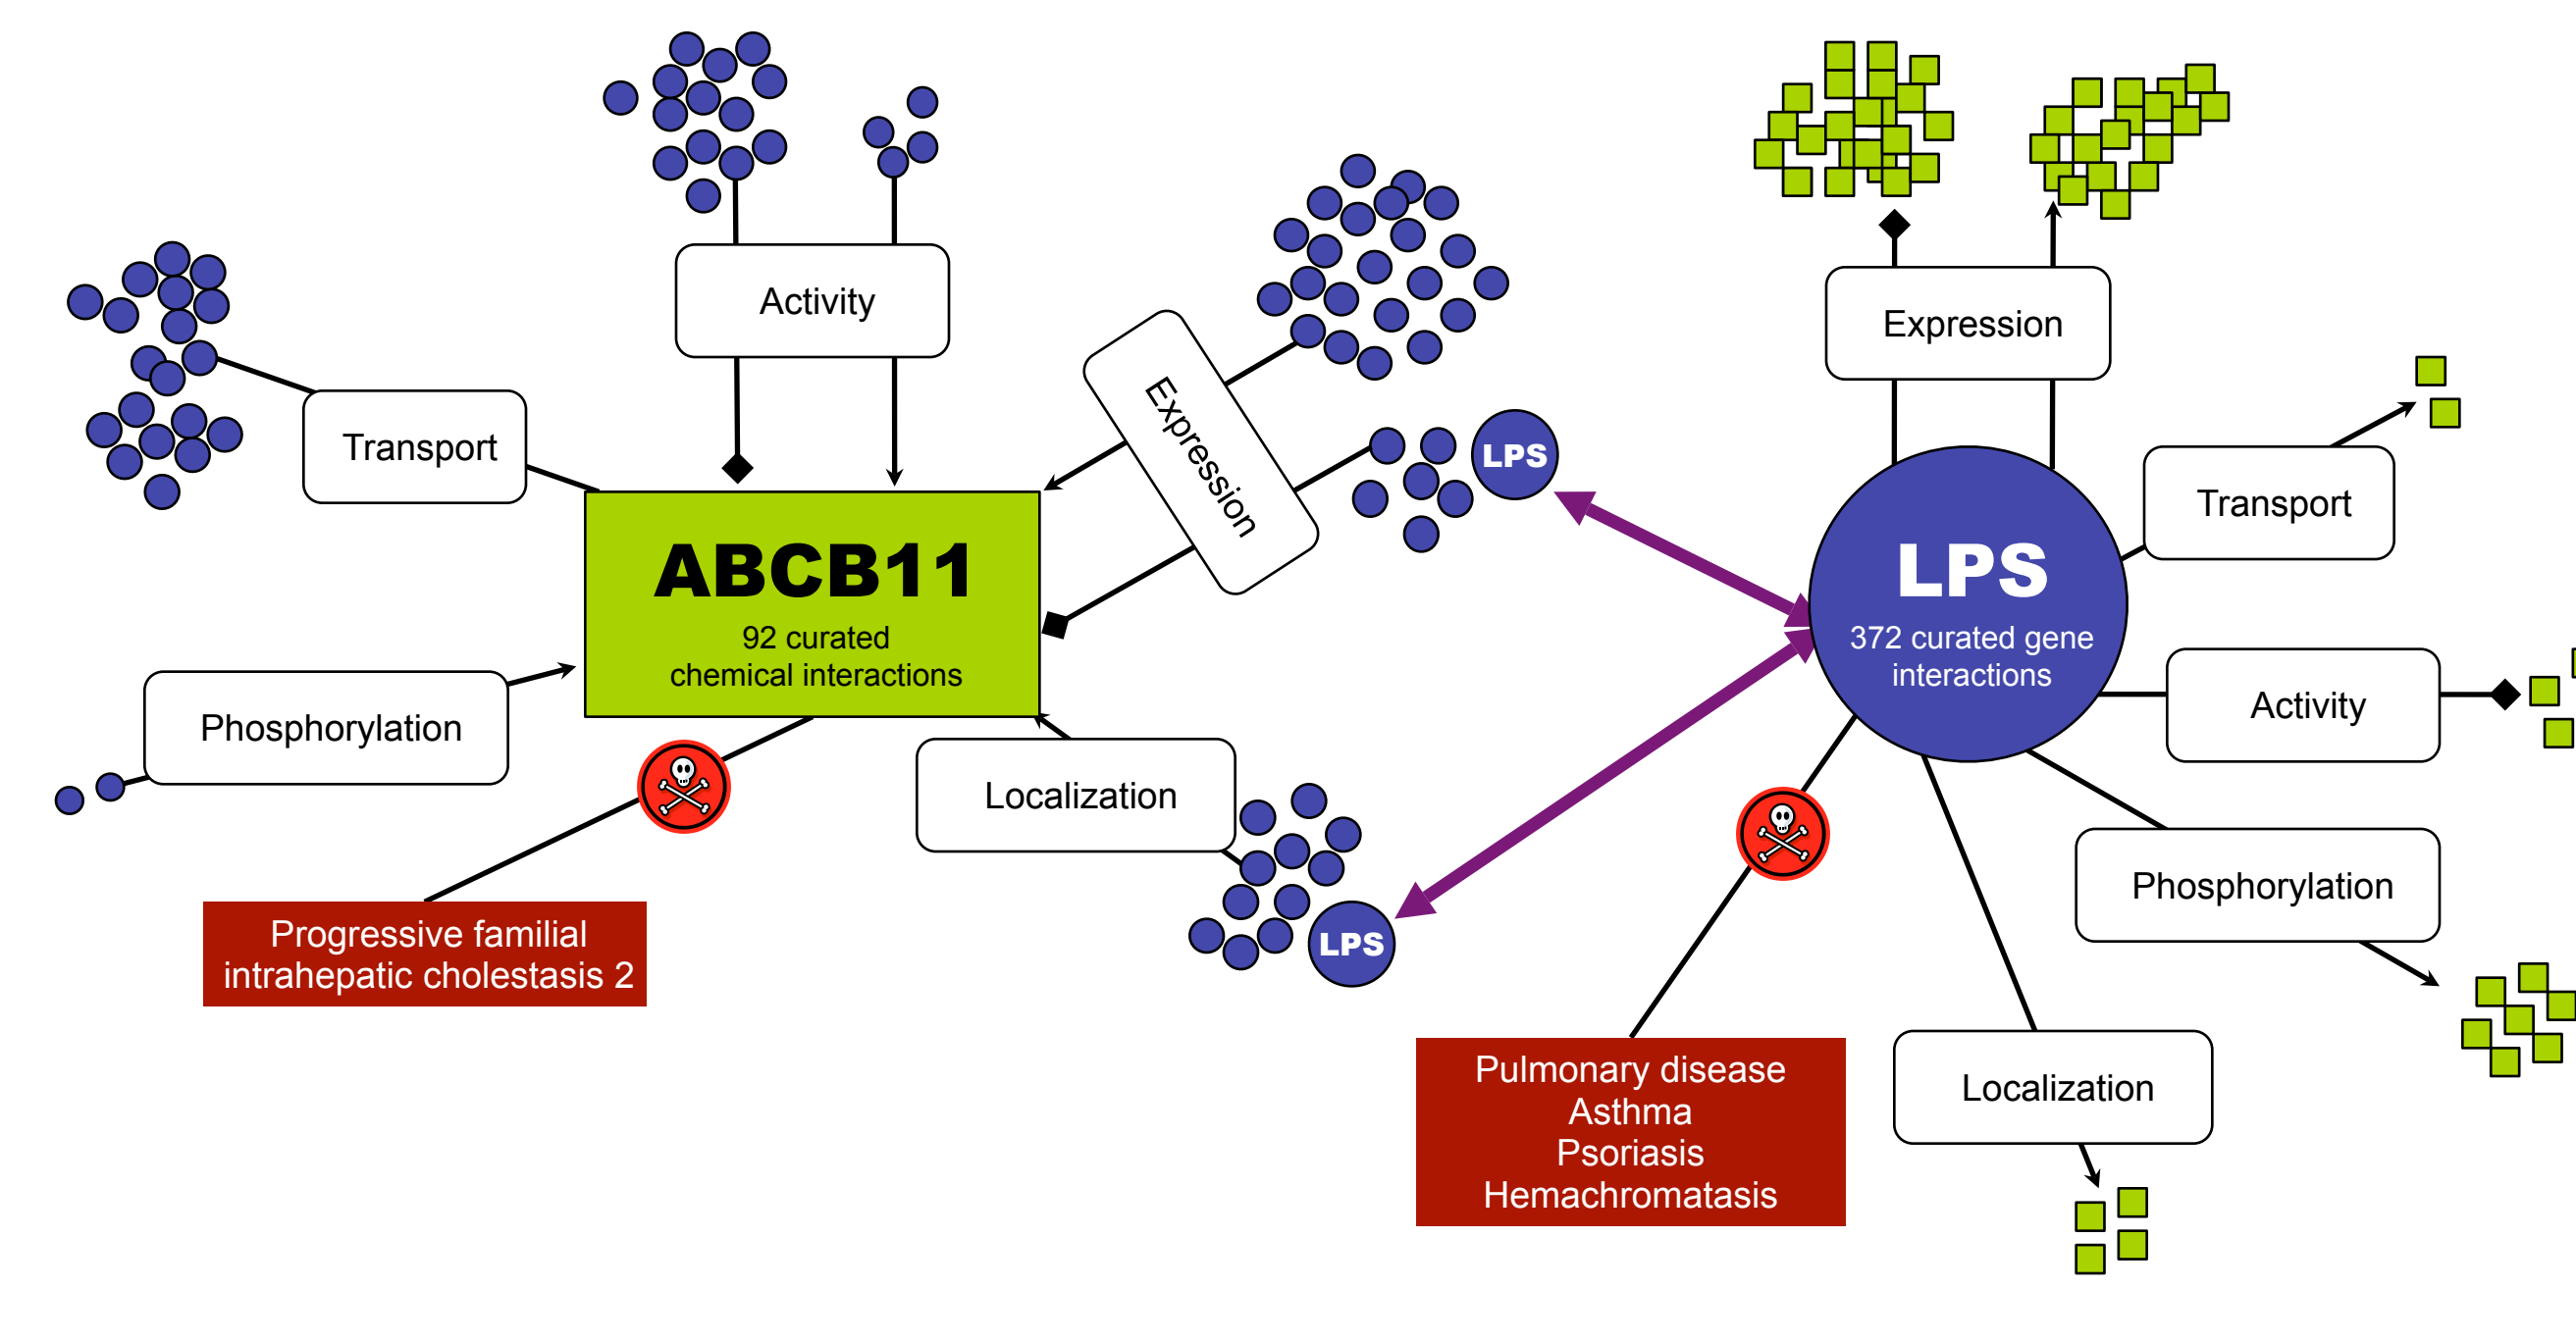 Activity
Transport
Expression
ABCB11
92 curated
chemical interactions
Phosphorylation
Localization
Progressive familial
intrahepatic cholestasis 2
LPS
LPS
Expression
Transport
LPS
372 curated gene
interactions
Activity
Phosphorylation
Localization
Pulmonary disease
Asthma
Psoriasis
Hemachromatasis